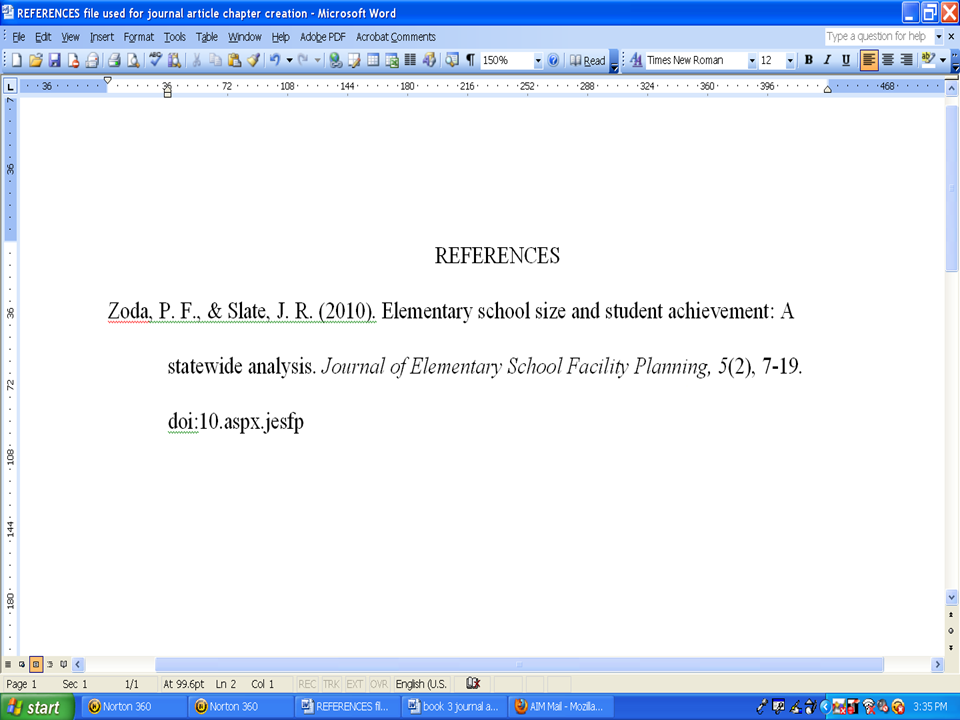 REFERENCES file used for journal article chapter creation - Microsoft Word
File Edit View Insert Format Tools Table Window Help Adobe PDF Acrobat Comments Type a question for help
150% Read Times New Roman 12 B I U
36 36 72 108 144 180 216 252 288 324 360 396 468
REFERENCES
Zoda, P. F., & Slate, J. R. (2010). Elementary school size and student achievement: A
statewide analysis. Journal of Elementary School Facility Planning, 5(2), 7-19.
doi:10.aspx.jesfp
36
36
72
108
144
180
Page 1 Sec 1 1/1 At 99.6pt Ln 2 Col 1 REC TRK EXT OVR English (U.S.
start Norton 360 Norton 360 REFERENCES fil... book 3 journal a... AIM Mail - Mozilla... 3:35 PM